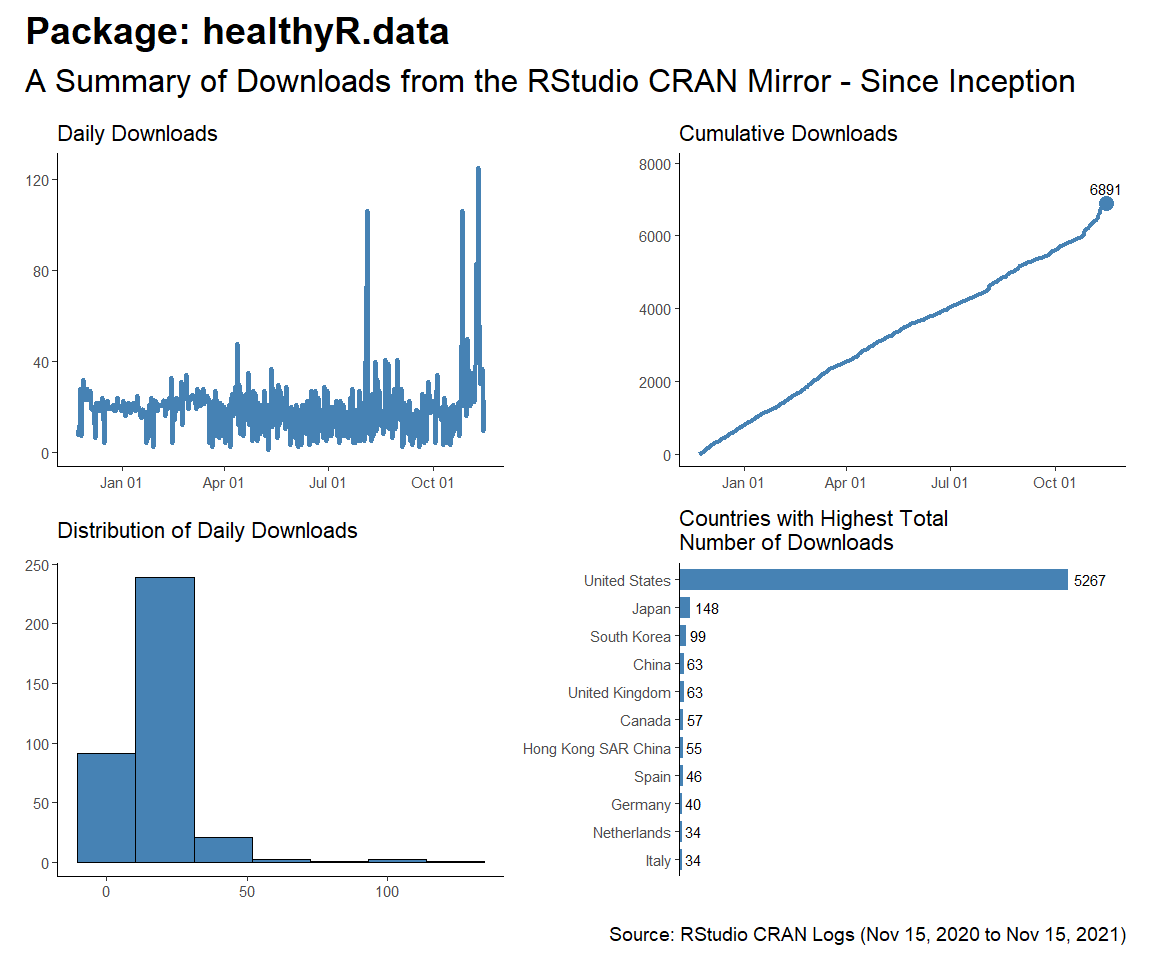 Package: healthyR.data
A Summary of Downloads from the RStudio CRAN Mirror - Since Inception
Daily Downloads
120
80
40
0
Jan 01 Apr 01 Jul 01 Oct 01
Cumulative Downloads
8000
6000
4000
2000
0
6891
Jan 01 Apr 01 Jul 01 Oct 01
Distribution of Daily Downloads
250
200
150
100
50
0
0 50 100
Countries with Highest Total
Number of Downloads
United States 5267
Japan 148
South Korea 99
China 63
United Kingdom 63
Canada 57
Hong Kong SAR China 55
Spain 46
Germany 40
Netherlands 34
Italy 34
Source: RStudio CRAN Logs (Nov 15, 2020 to Nov 15, 2021)